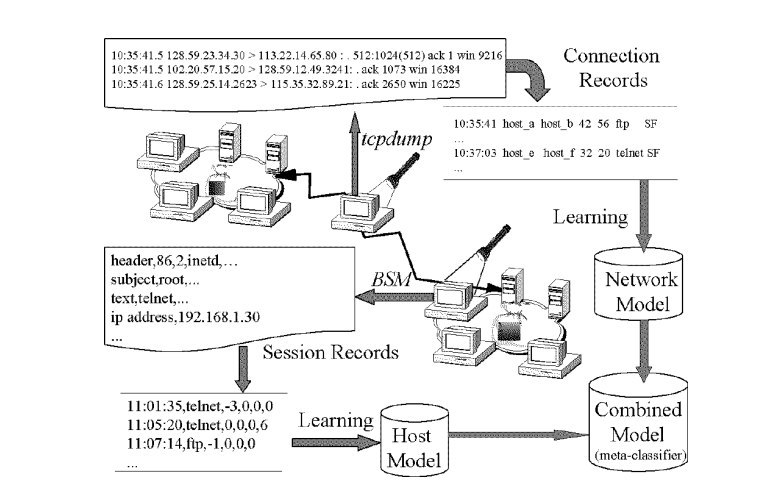 10:35:41.5 128.59.23.34.30 > 113.22.14.65.80 : . 512:1024(512) ack 1 win 9216
10:35:41.5 102.20.57.15.20 > 128.59.12.49.3241: . ack 1073 win 16384
10:35:41.6 128.59.25.14.2623 > 115.35.32.89.21: . ack 2650 win 16225
Connection
Records
10:35:41 host_a host_b 42 56 ftp SF
...
10:37:03 host_e host_f 32 20 telnet SF
...
tcpdump
Learning
header,86,2,inetd,...
subject,root,...
text,telnet,...
ip address,192.168.1.30
...
BSM
Network
Model
Session Records
11:01:35,telnet,-3,0,0,0
11:05:20,telnet,0,0,0,6
11:07:14,ftp,-1,0,0,0
...
Learning
Host
Model
Combined
Model
(meta-classifier)